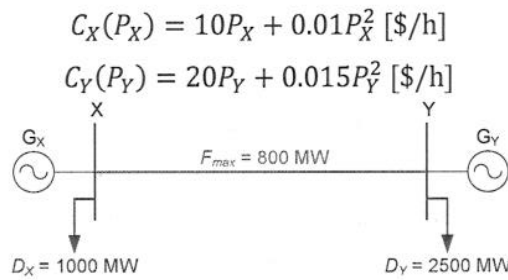 C_X(P_X) = 10P_X + 0.01P_X^2 [$/h]
C_Y(P_Y) = 20P_Y + 0.015P_Y^2 [$/h]
X Y
G_X F_max = 800 MW G_Y
D_X = 1000 MW D_Y = 2500 MW